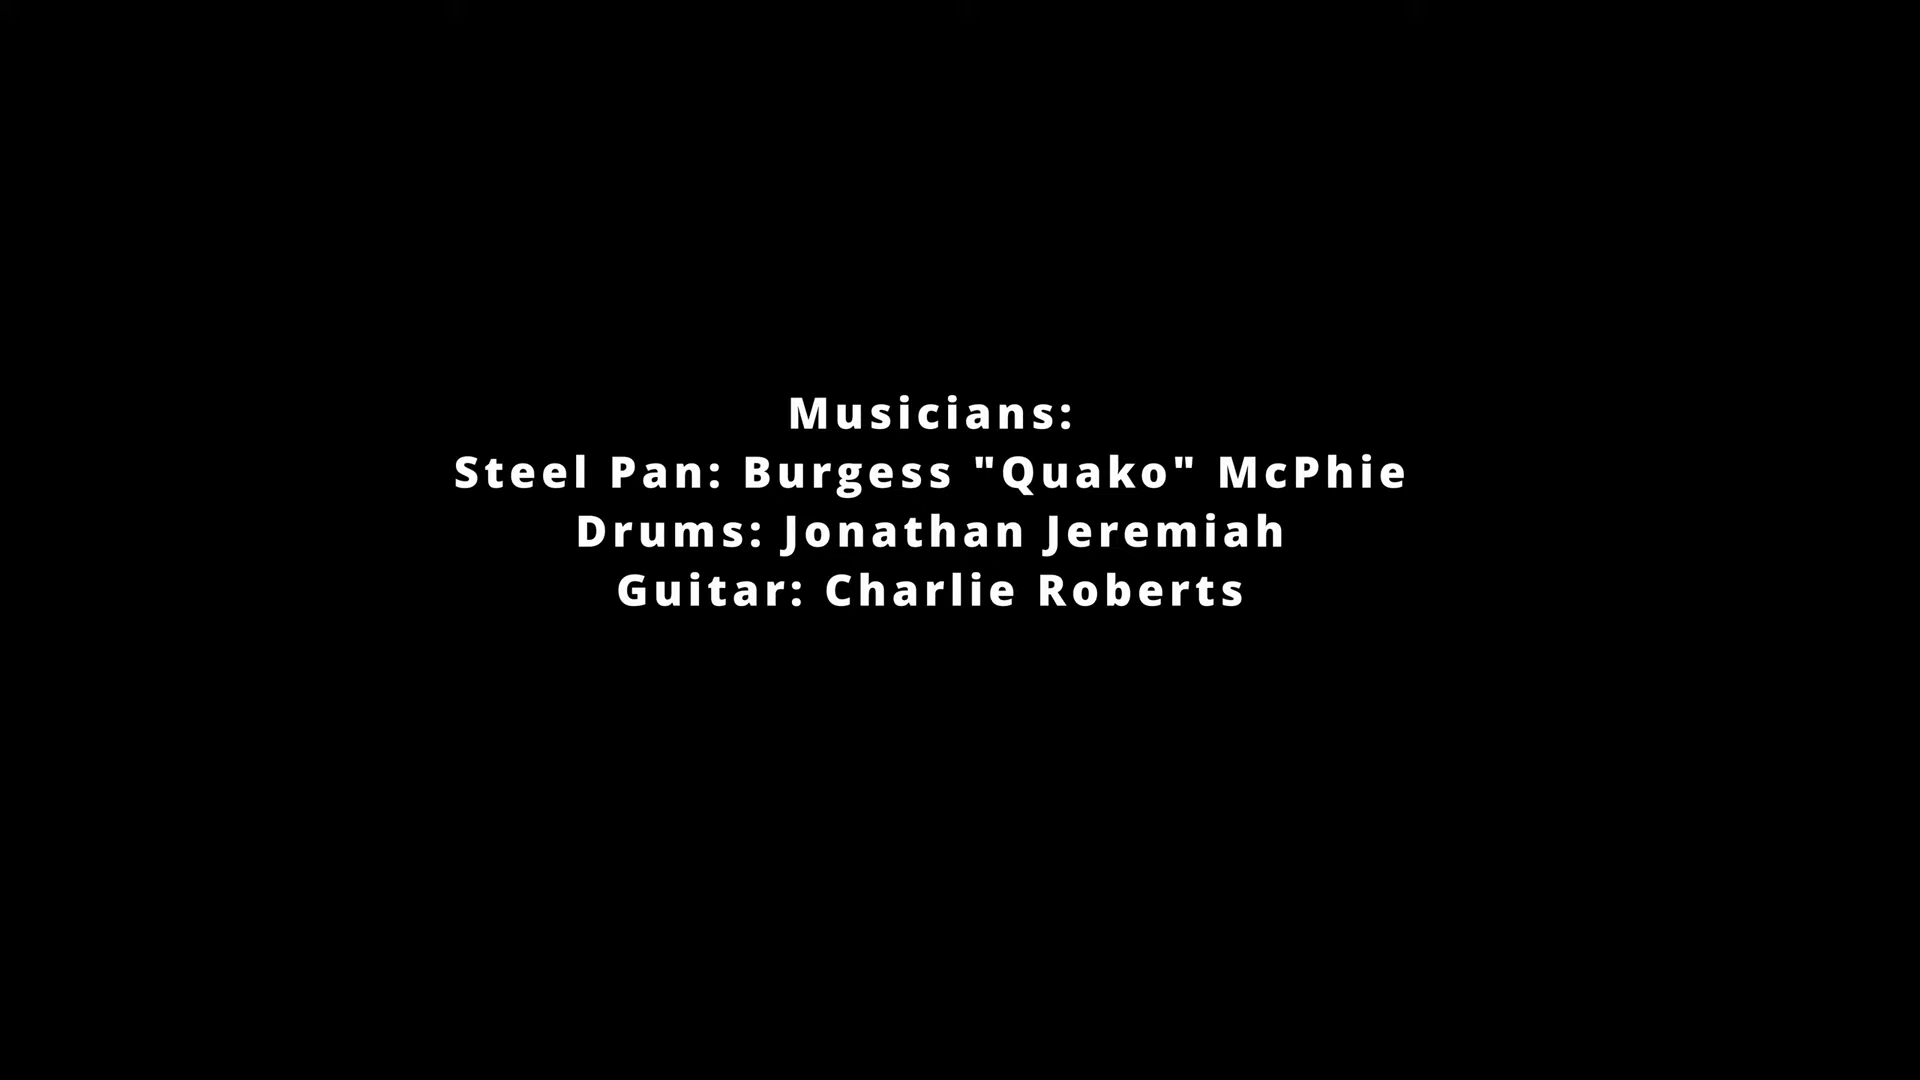 Musicians:
Steel Pan: Burgess "Quako" McPhie
Drums: Jonathan Jeremiah
Guitar: Charlie Roberts